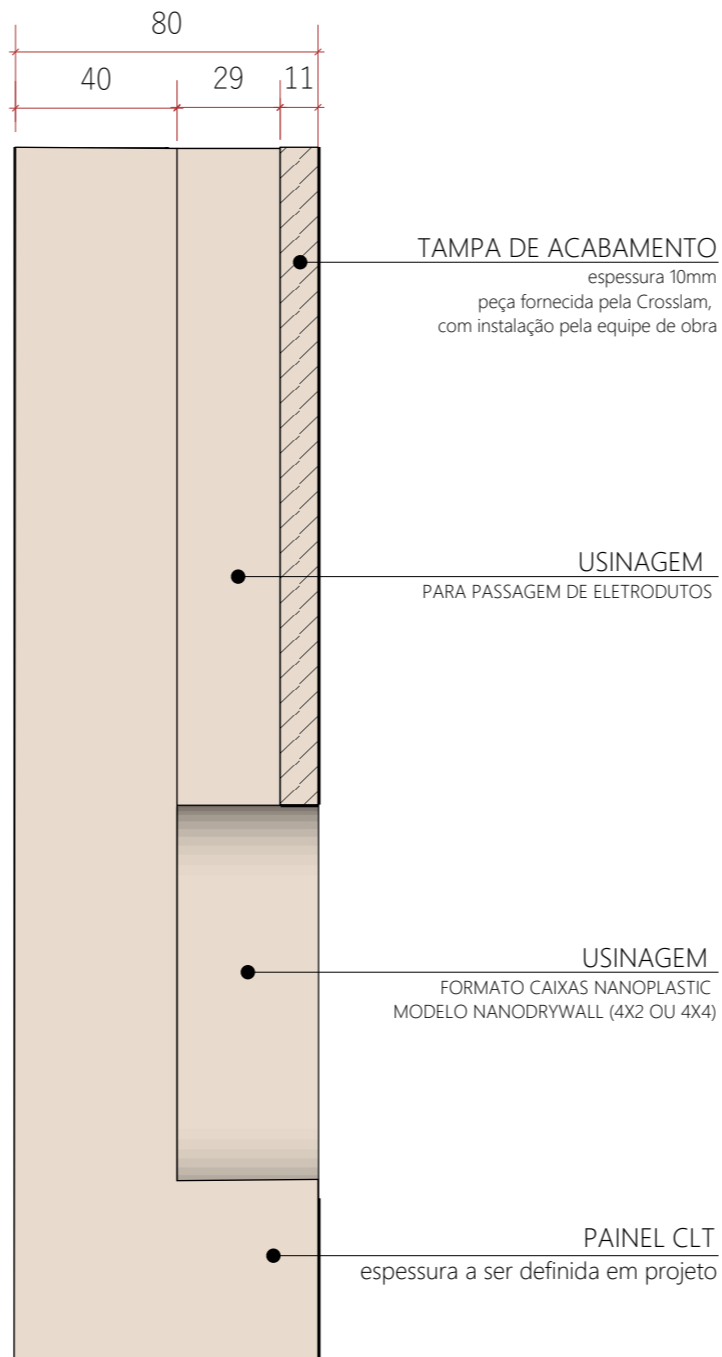 80
40 29 11
TAMPA DE ACABAMENTO
espessura 10mm
peça fornecida pela Crosslam,
com instalação pela equipe de obra
USINAGEM
PARA PASSAGEM DE ELETRODUTOS
USINAGEM
FORMATO CAIXAS NANOPLASTIC
MODELO NANODRYWALL (4X2 OU 4X4)
PAINEL CLT
espessura a ser definida em projeto